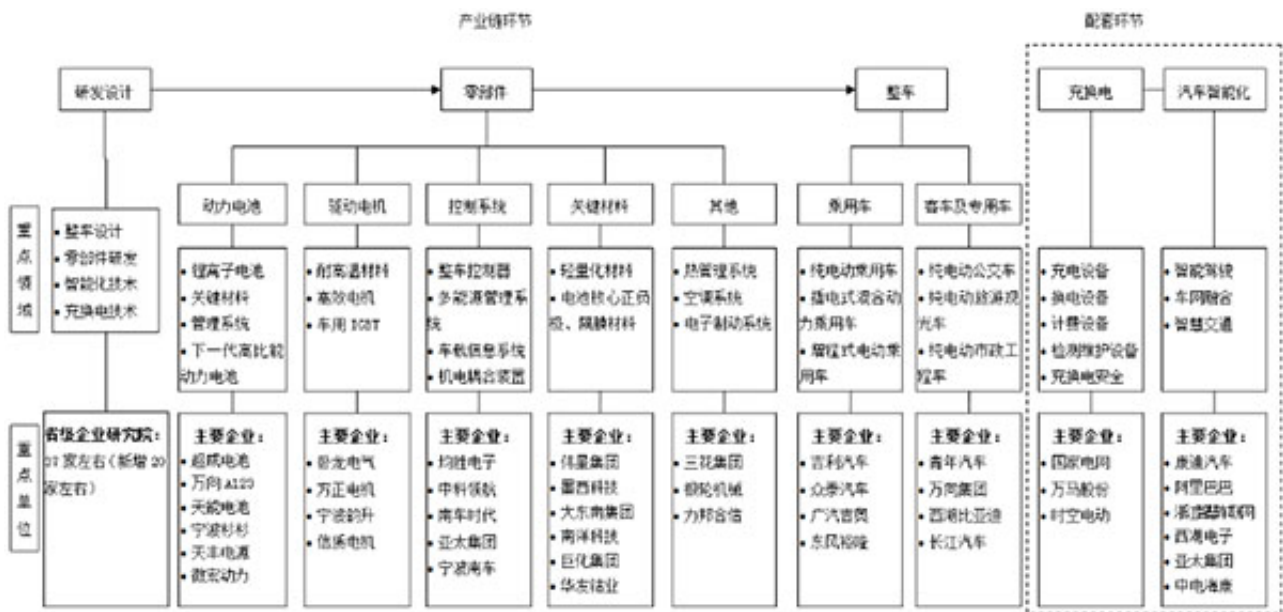 产业链环节
配套环节
研发设计
零部件
整车
充换电
汽车智能化
动力电池
驱动电机
控制系统
关键材料
其他
乘用车
客车及专用车
重点领域
• 整车设计
• 零部件研发
• 智能化技术
• 充换电技术
• 锂离子电池
• 关键材料
• 管理系统
• 下一代高比能
动力电池
• 耐高温材料
• 高效电机
• 车用 IGBT
• 整车控制器
• 多能源管理系
统
• 车载信息系统
• 机电耦合装置
• 轻量化材料
• 电池核心正负
极、隔膜材料
• 热管理系统
• 空调系统
• 电子制动系统
• 纯电动乘用车
• 插电式混合动
力乘用车
• 增程式电动乘
用车
• 纯电动公交车
• 纯电动旅游观
光车
• 纯电动市政工
程车
• 充电设备
• 换电设备
• 计费设备
• 检测维护设备
• 充换电安全
• 智能驾驶
• 车网融合
• 智慧交通
重点单位
省级企业研究院：
37 家左右（新增 20
家左右）
主要企业：
• 超威电池
• 万向 A123
• 天能电池
• 宁波杉杉
• 天丰电源
• 微宏动力
主要企业：
• 卧龙电气
• 方正电机
• 宁波韵升
• 信质电机
主要企业：
• 均胜电子
• 中科领航
• 南车时代
• 亚太集团
• 宁波南车
主要企业：
• 伟星集团
• 墨西科技
• 大东南集团
• 南洋科技
• 巨化集团
• 华友钴业
主要企业：
• 三花集团
• 银轮机械
• 力邦合信
主要企业：
• 吉利汽车
• 众泰汽车
• 广汽吉奥
• 东风裕隆
主要企业：
• 青年汽车
• 万向集团
• 西湖比亚迪
• 长江汽车
主要企业：
• 国家电网
• 万马股份
• 时空电动
主要企业：
• 康迪汽车
• 阿里巴巴
• 西湖电子
• 亚太集团
• 中电海康